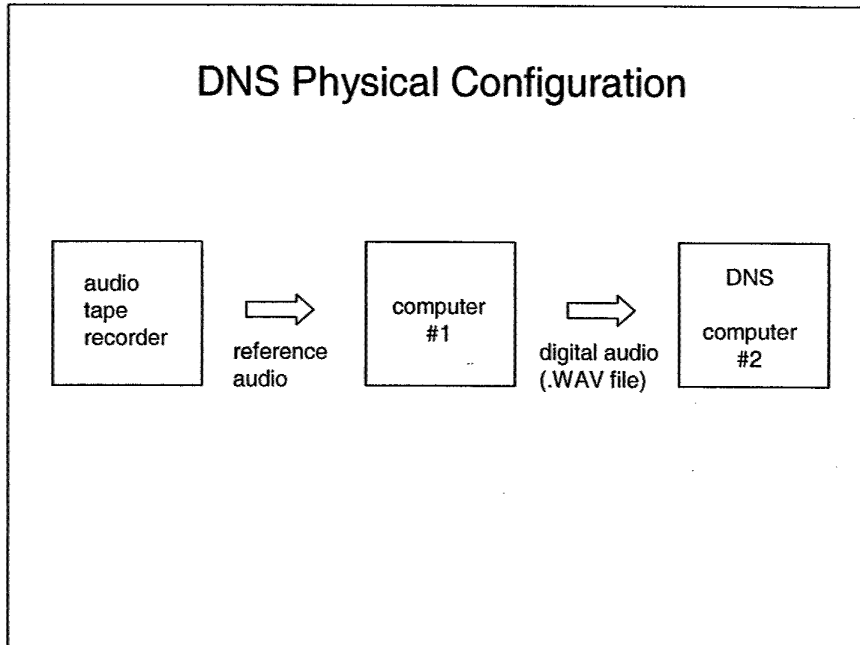 DNS Physical Configuration
audio
tape
recorder
reference
audio
computer
#1
digital audio
(.WAV file)
DNS
computer
#2